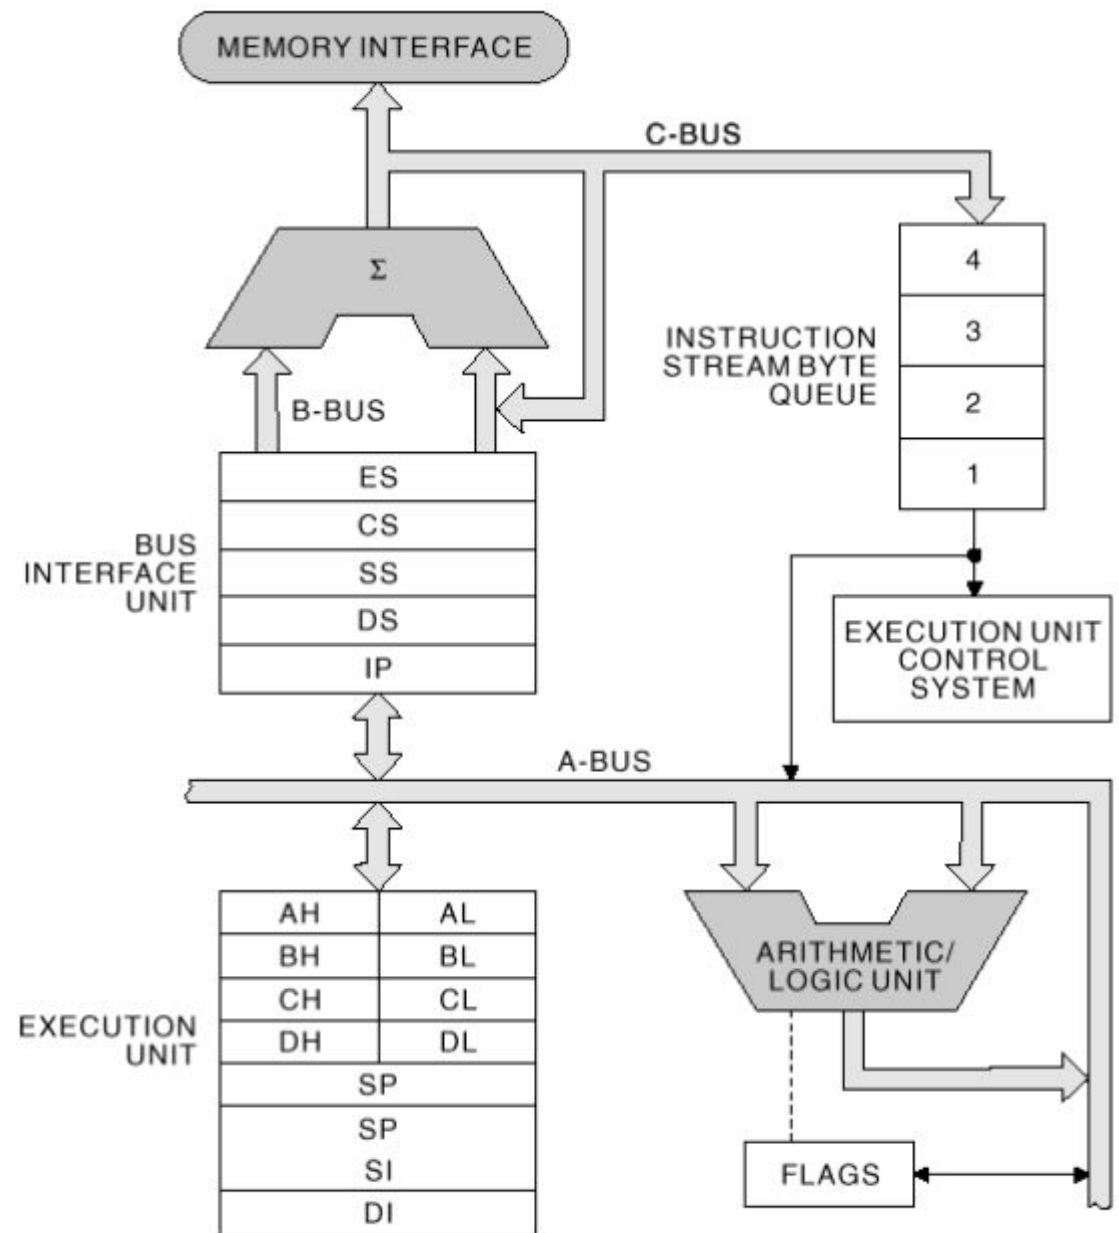 MEMORY INTERFACE
C-BUS
Σ
4
3
2
1
INSTRUCTION
STREAM BYTE
QUEUE
B-BUS
ES
CS
SS
DS
IP
BUS
INTERFACE
UNIT
EXECUTION UNIT
CONTROL
SYSTEM
A-BUS
AH AL
BH BL
CH CL
DH DL
SP
SP
SI
DI
EXECUTION
UNIT
ARITHMETIC/
LOGIC UNIT
FLAGS